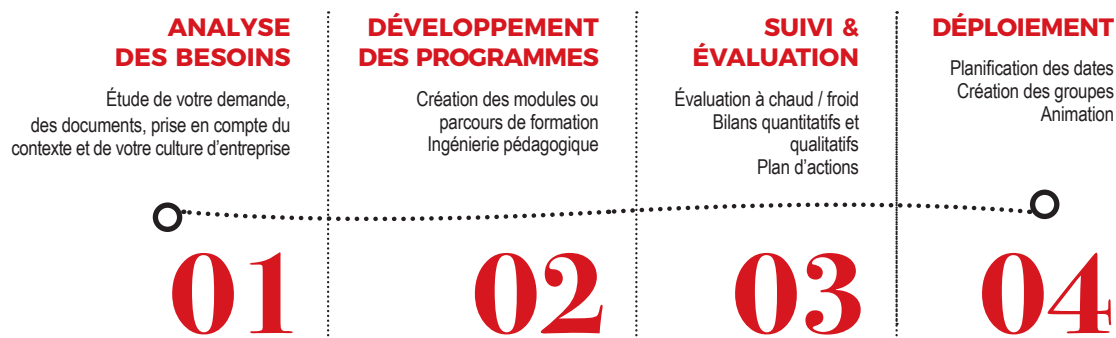 ANALYSE
DES BESOINS
Étude de votre demande,
des documents, prise en compte du
contexte et de votre culture d'entreprise
01
DÉVELOPPEMENT
DES PROGRAMMES
Création des modules ou
parcours de formation
Ingénierie pédagogique
02
SUIVI &
ÉVALUATION
Évaluation à chaud / froid
Bilans quantitatifs et
qualitatifs
Plan d'actions
03
DÉPLOIEMENT
Planification des dates
Création des groupes
Animation
04